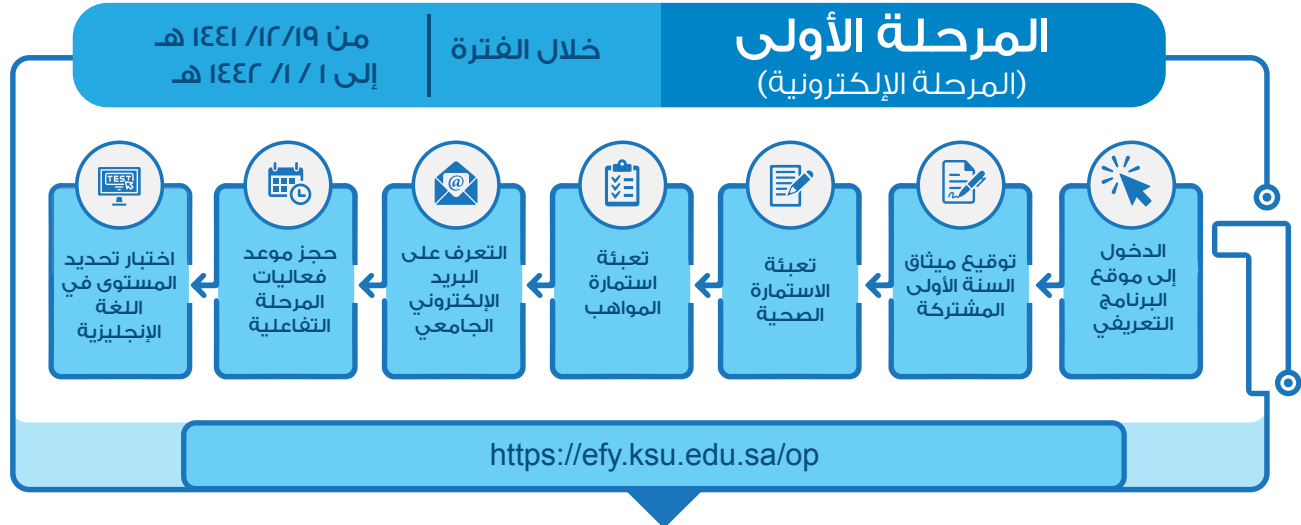 المرحلة الأولى
(المرحلة الإلكترونية)
خلال الفترة
من ١٤٤١/١٢/١٩ هـ
إلى ١ / ١/ ١٤٤٢ هـ
الدخول
إلى موقع
البرنامج
التعريفي
توقيع ميثاق
السنة الأولى
المشتركة
تعبئة
الاستمارة
الصحية
تعبئة
استمارة
المواهب
التعرف على
البريد
الإلكتروني
الجامعي
حجز موعد
فعاليات
المرحلة
التفاعلية
TEST
اختبار تحديد
المستوى في
اللغة
الإنجليزية
https://efy.ksu.edu.sa/op